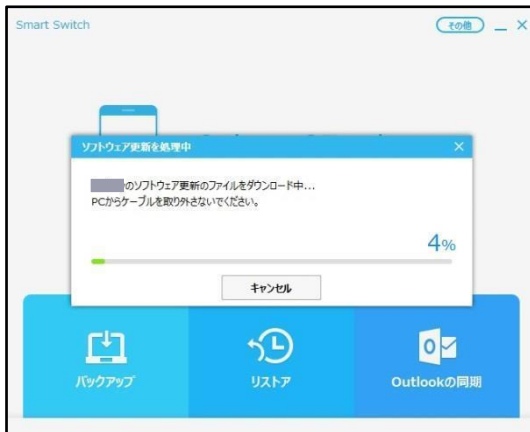 Smart Switch
その他
ソフトウェア更新を処理中
のソフトウェア更新のファイルをダウンロード中...
PCからケーブルを取り外さないでください。
4%
キャンセル
バックアップ
リストア
Outlookの同期